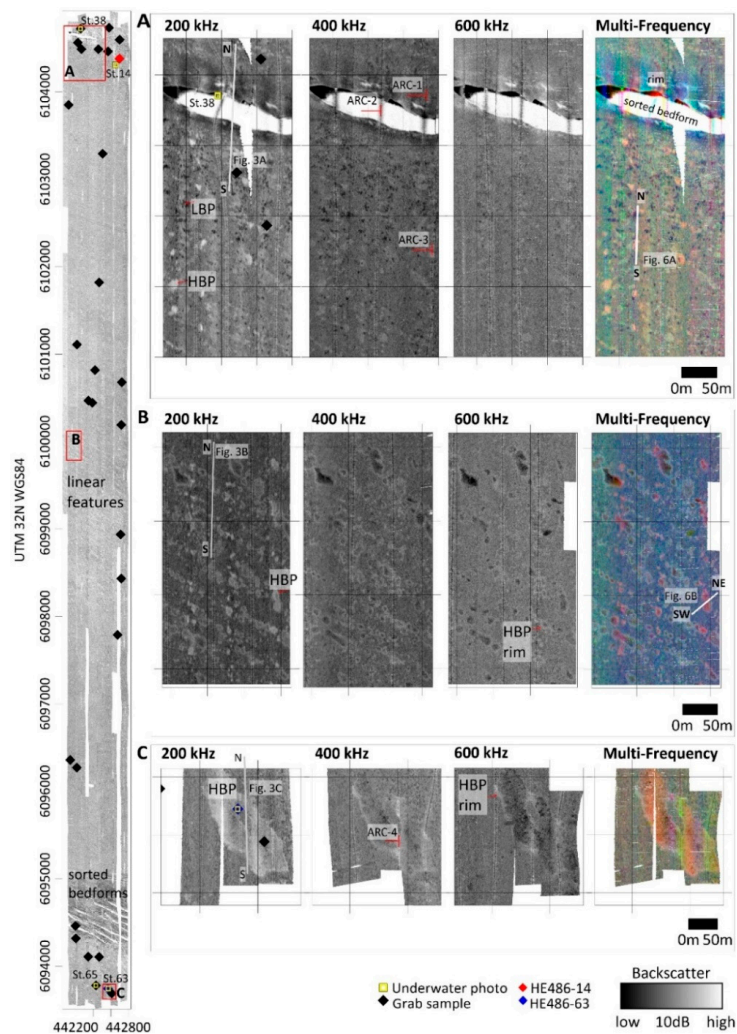 St.38
A
St.14
6104000
6103000
6102000
6101000
B
6100000
linear
features
6099000
6098000
6097000
6096000
6095000
sorted
bedforms
6094000
St.65
St.63
C
442200
442800
UTM 32N WGS84
A
200 kHz
400 kHz
600 kHz
Multi-Frequency
N
St.38
Fig. 3A
S
LBP
HBP
ARC-1
ARC-2
ARC-3
rim
sorted bedform
N
Fig. 6A
S
0m 50m
B
200 kHz
400 kHz
600 kHz
Multi-Frequency
N
Fig. 3B
S
HBP
HBP
rim
NE
Fig. 6B
SW
0m 50m
C
200 kHz
400 kHz
600 kHz
Multi-Frequency
N
HBP
Fig. 3C
S
ARC-4
HBP
rim
0m 50m
Underwater photo
Grab sample
HE486-14
HE486-63
Backscatter
low 10dB high